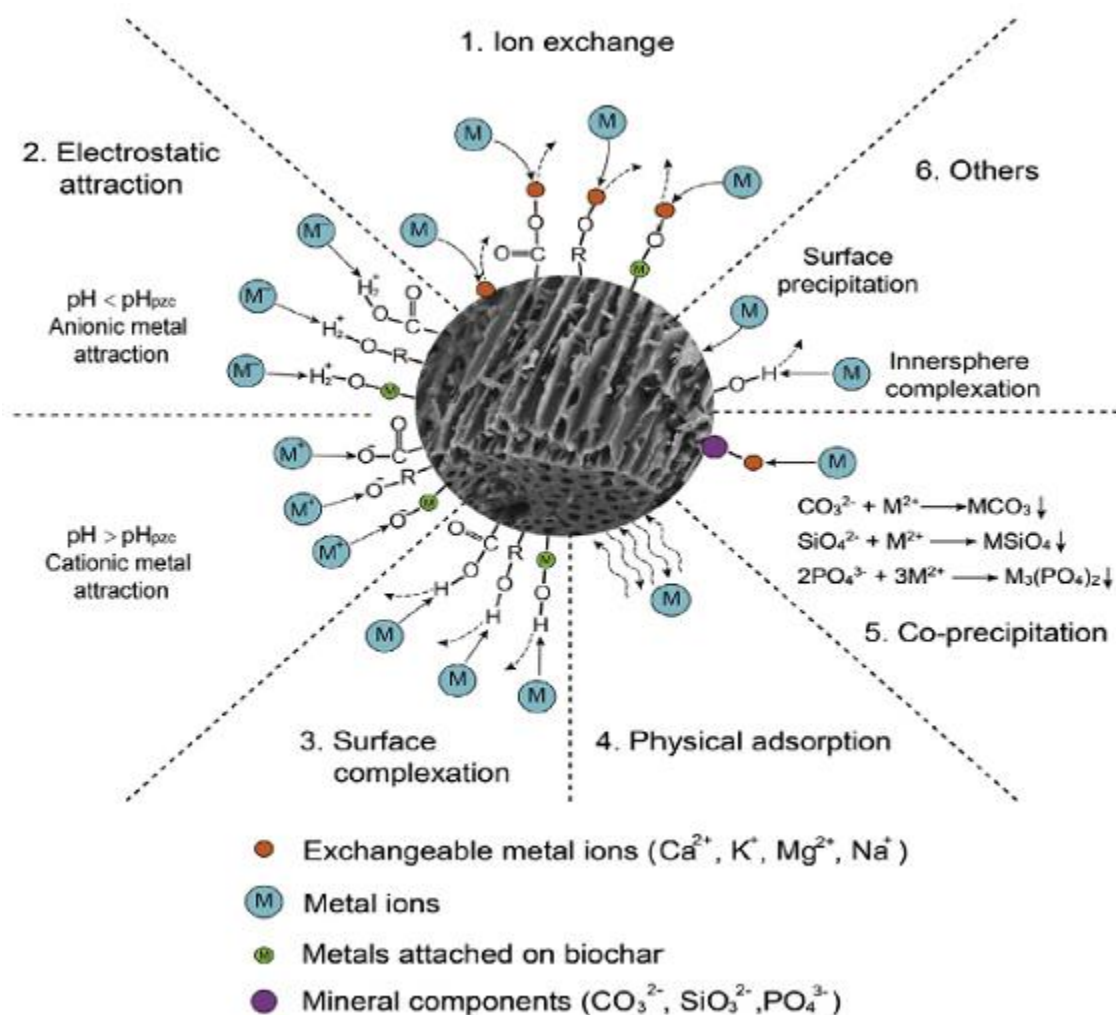 1. Ion exchange
2. Electrostatic
attraction
6. Others
M
M
M
M
O
O
O
O=C
R
M
M⁻
H₂⁺
O
C
O
M⁻
H₂⁺-O-R
M⁻
H₂⁺-O-M
pH < pHpzc
Anionic metal
attraction
Surface
precipitation
M
O-H
M
Innersphere
complexation
M⁺
O⁻
C
O
M⁺
O⁻-R
M⁺
O⁻
M
pH > pHpzc
Cationic metal
attraction
M
CO₃²⁻ + M²⁺ → MCO₃↓
SiO₄²⁻ + M²⁺ → MSiO₄↓
2PO₄³⁻ + 3M²⁺ → M₃(PO₄)₂↓
5. Co-precipitation
O=C
O
H
M
R
O
H
M
M
O
H
M
M
3. Surface
complexation
4. Physical adsorption
Exchangeable metal ions (Ca²⁺, K⁺, Mg²⁺, Na⁺)
M Metal ions
M Metals attached on biochar
Mineral components (CO₃²⁻, SiO₃²⁻,PO₄³⁻)